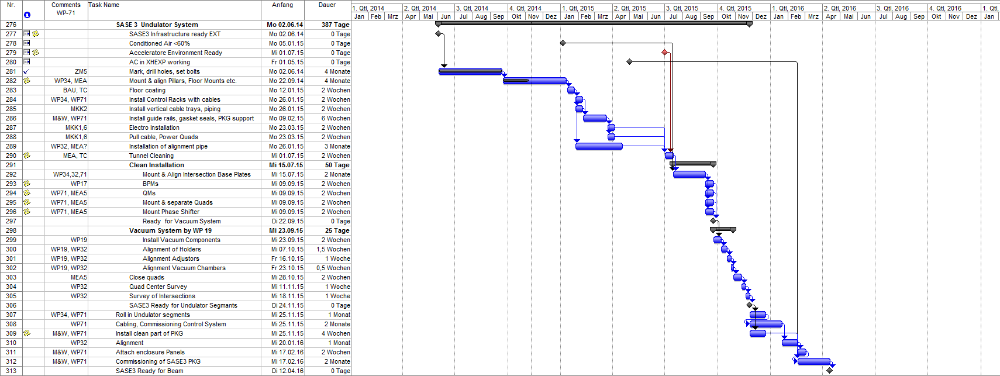 Nr. Comments Task Name Anfang Dauer 1. Qtl, 2014 2. Qtl, 2014 3. Qtl, 2014 4. Qtl, 2014 1. Qtl, 2015 2. Qtl, 2015 3. Qtl, 2015 4. Qtl, 2015 1. Qtl, 2016 2. Qtl, 2016 3. Qtl, 2016 4. Qtl, 2016 1. Qtl,
WP-71 Jan Feb Mrz Apr Mai Jun Jul Aug Sep Okt Nov Dez Jan Feb Mrz Apr Mai Jun Jul Aug Sep Okt Nov Dez Jan Feb Mrz Apr Mai Jun Jul Aug Sep Okt Nov Dez Jan
276 SASE 3 Undulator System Mo 02.06.14 387 Tage
277 SASE3 Infrastructure ready EXT Mo 02.06.14 0 Tage
278 Conditioned Air <60% Mo 05.01.15 0 Tage
279 Acceleratore Environment Ready Mi 01.07.15 0 Tage
280 AC in XHEXP working Fr 01.05.15 0 Tage
281 ZM5 Mark, drill holes, set bolts Mo 02.06.14 4 Monate
282 WP34, MEA Mount & align Pillars, Floor Mounts etc. Mo 22.09.14 4 Monate
283 BAU, TC Floor coating Mo 12.01.15 2 Wochen
284 WP34, WP71 Install Control Racks with cables Mo 26.01.15 2 Wochen
285 MKK2 Install vertical cable trays, piping Mo 26.01.15 2 Wochen
286 M&W, WP71 Install guide rails, gasket seals, PKG support Mo 09.02.15 6 Wochen
287 MKK1,6 Electro Installation Mo 23.03.15 2 Wochen
288 MKK1,6 Pull cable, Power Quads Mo 23.03.15 2 Wochen
289 WP32, MEA? Installation of alignment pipe Mo 26.01.15 3 Monate
290 MEA, TC Tunnel Cleaning Mi 01.07.15 2 Wochen
291 Clean Installation Mi 15.07.15 50 Tage
292 WP34,32,71 Mount & Align Intersection Base Plates Mi 15.07.15 2 Monate
293 WP17 BPMs Mi 09.09.15 2 Wochen
294 WP71, MEA5 QMs Mi 09.09.15 2 Wochen
295 WP71, MEA5 Mount & separate Quads Mi 09.09.15 2 Wochen
296 WP71, MEA5 Mount Phase Shifter Mi 09.09.15 2 Wochen
297 Ready for Vacuum System Di 22.09.15 0 Tage
298 Vacuum System by WP 19 Mi 23.09.15 25 Tage
299 WP19 Install Vacuum Components Mi 23.09.15 2 Wochen
300 WP19, WP32 Alignment of Holders Mi 07.10.15 1,5 Wochen
301 WP19, WP32 Alignment Adjustors Fr 16.10.15 1 Woche
302 WP19, WP32 Alignment Vacuum Chambers Fr 23.10.15 0,5 Wochen
303 MEA5 Close quads Mi 28.10.15 2 Wochen
304 WP32 Quad Center Survey Mi 11.11.15 1 Woche
305 WP32 Survey of Intersections Mi 18.11.15 1 Woche
306 SASE3 Ready for Undulator Segmants Di 24.11.15 0 Tage
307 WP34, WP71 Roll in Undulator segments Mi 25.11.15 1 Monat
308 WP71 Cabling, Commissioning Control System Mi 25.11.15 2 Monate
309 M&W, WP71 Install clean part of PKG Mi 25.11.15 4 Wochen
310 WP32 Alignment Mi 20.01.16 1 Monat
311 M&W, WP71 Attach enclosure Panels Mi 17.02.16 2 Wochen
312 M&W, WP71 Commissioning of SASE3 PKG Mi 17.02.16 2 Monate
313 SASE3 Ready for Beam Di 12.04.16 0 Tage